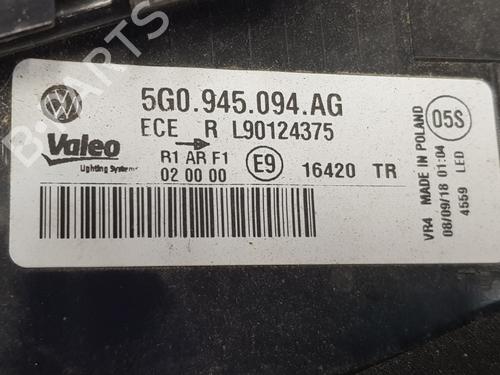 5G0.945.094.AG
ECE R L90124375
Valeo
Lighting Systems
R1 AR F1
02 00 00
E9
16420 TR
05S
VR4 MADE IN POLAND
08/09/18 01:04
4559 LED